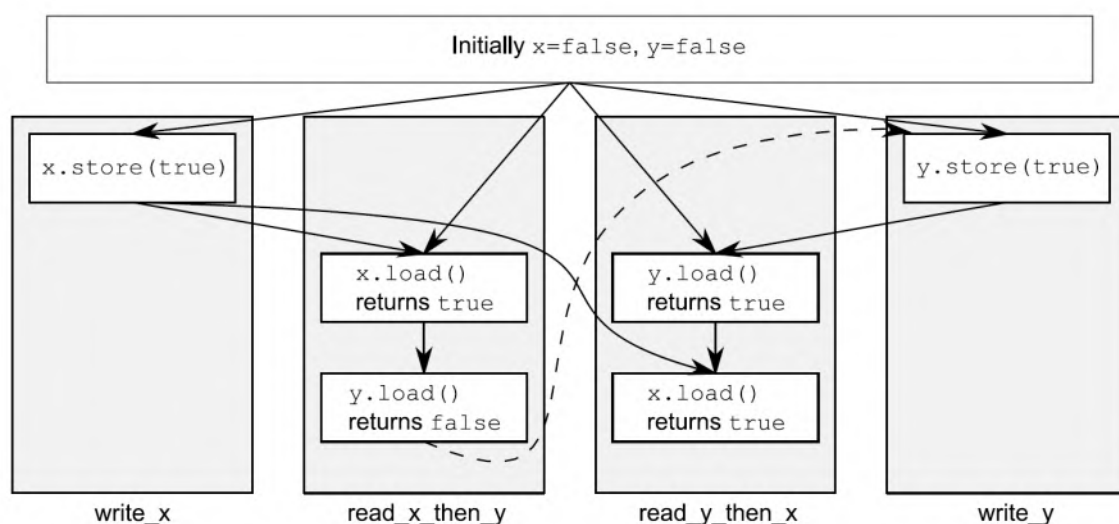 Initially x=false, y=false
x.store(true)
y.store(true)
x.load()
returns true
y.load()
returns true
y.load()
returns false
x.load()
returns true
write_x
read_x_then_y
read_y_then_x
write_y